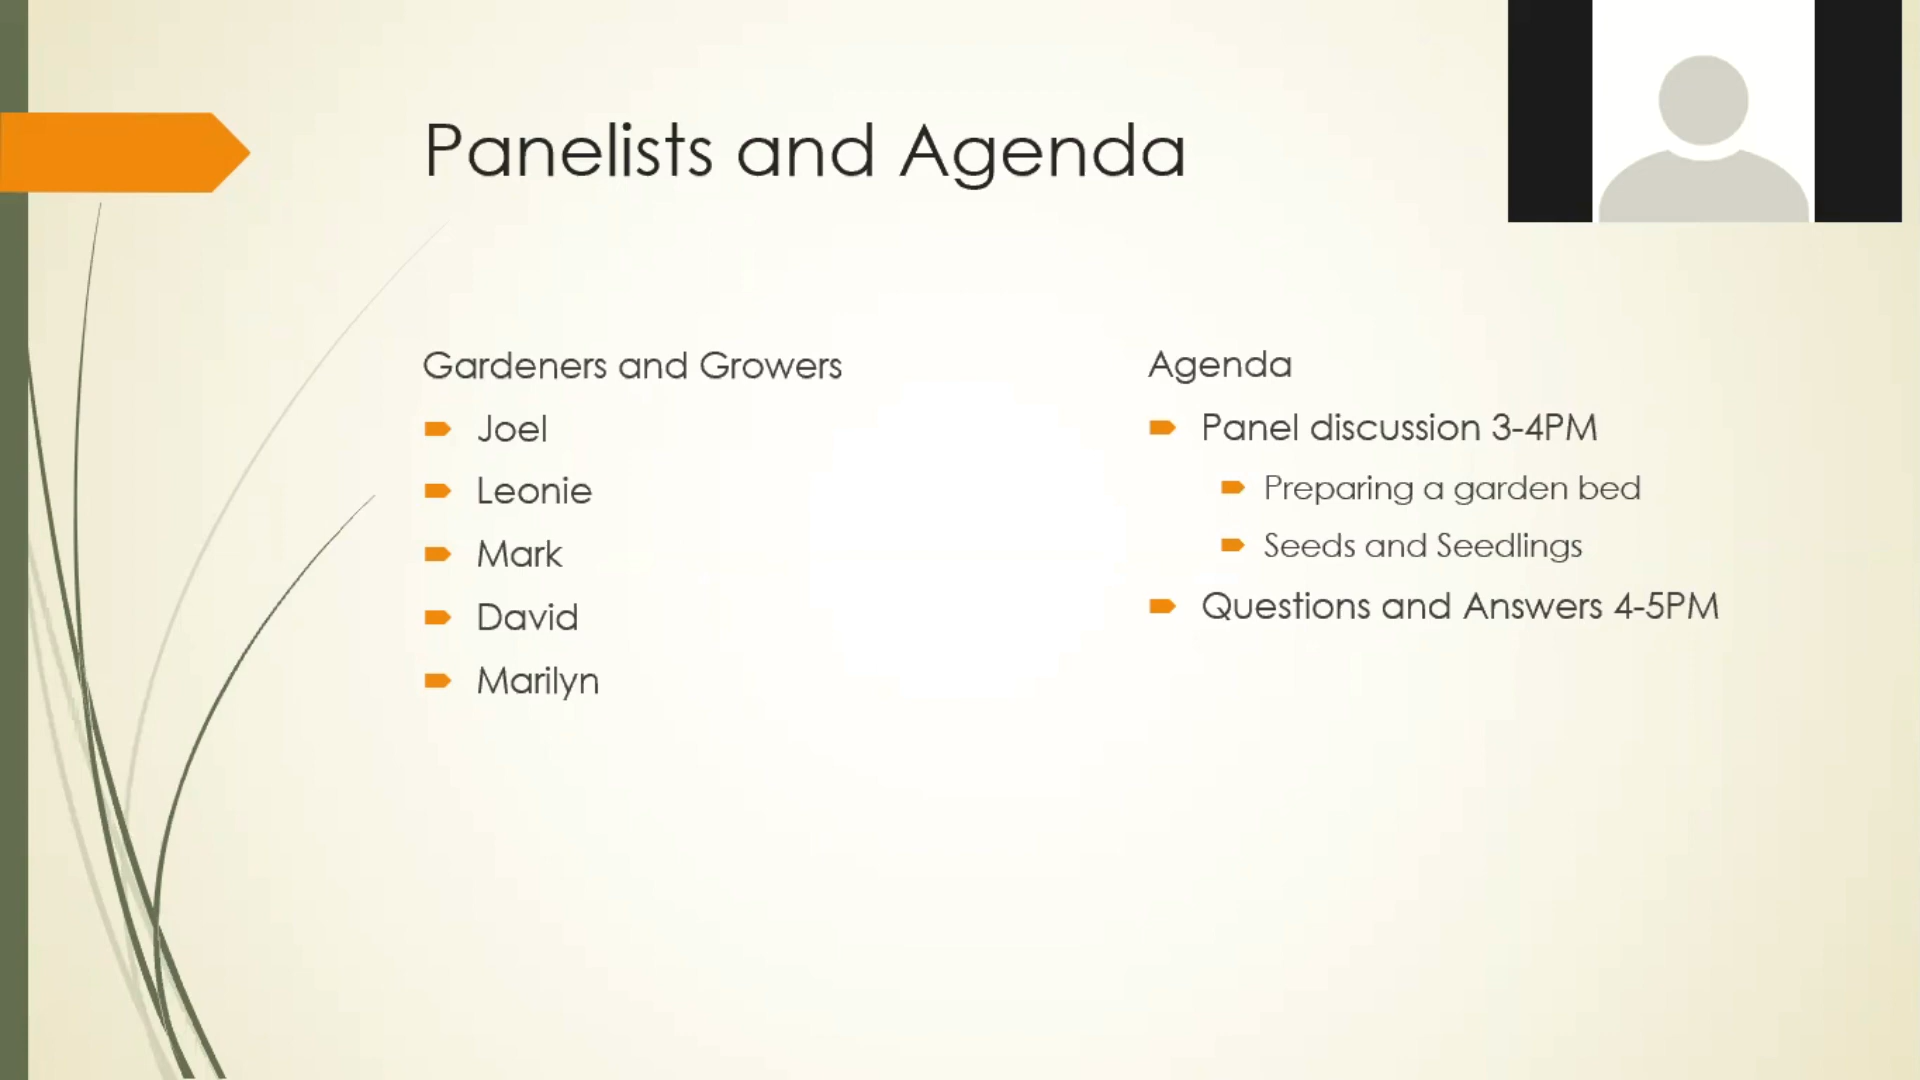 Panelists and Agenda
Gardeners and Growers
Joel
Leonie
Mark
David
Marilyn
Agenda
Panel discussion 3-4PM
Preparing a garden bed
Seeds and Seedlings
Questions and Answers 4-5PM